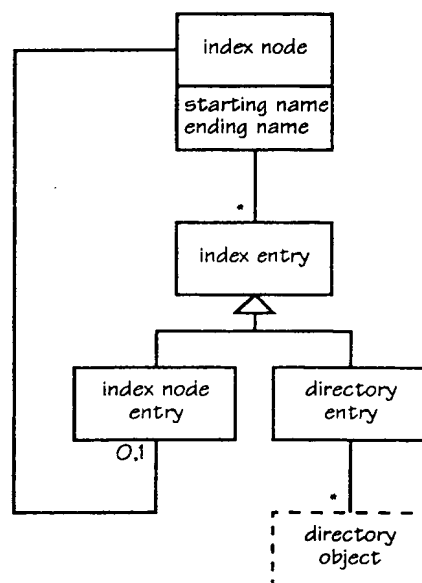 index node
starting name
ending name
*
index entry
index node
entry
directory
entry
0,1
*
directory
object